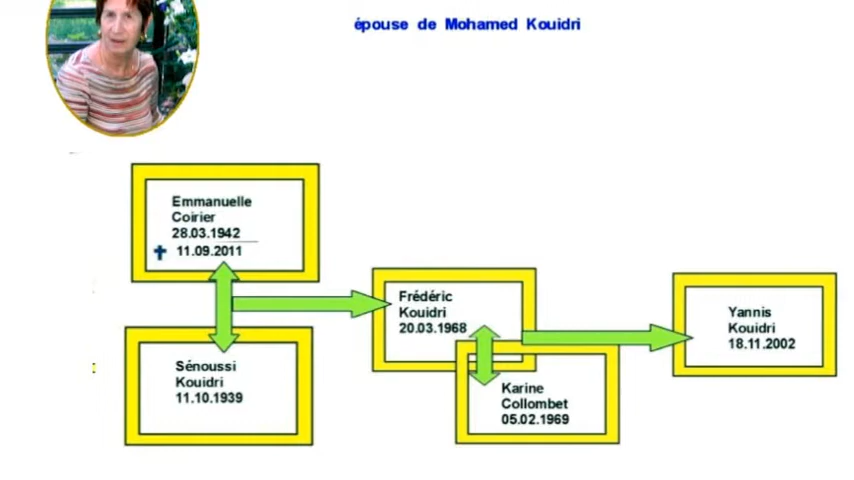 épouse de Mohamed Kouidri
Emmanuelle
Coirier
28.03.1942
✝ 11.09.2011
Frédéric
Kouidri
20.03.1968
Yannis
Kouidri
18.11.2002
Sénoussi
Kouidri
11.10.1939
Karine
Collombet
05.02.1969